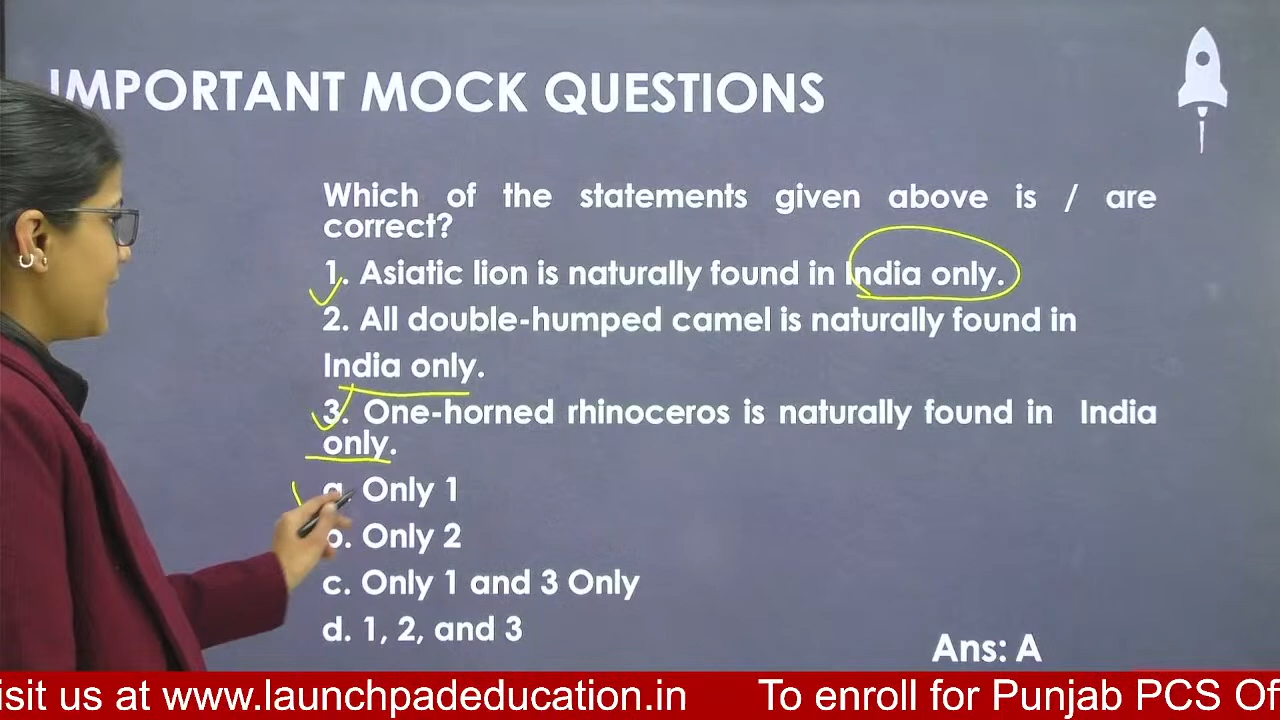 IMPORTANT MOCK QUESTIONS
Which of the statements given above is / are
correct?
1. Asiatic lion is naturally found in India only.
2. All double-humped camel is naturally found in
India only.
3. One-horned rhinoceros is naturally found in India
only.
a. Only 1
b. Only 2
c. Only 1 and 3 Only
d. 1, 2, and 3
Ans: A
isit us at www.launchpadeducation.in To enroll for Punjab PCS Of